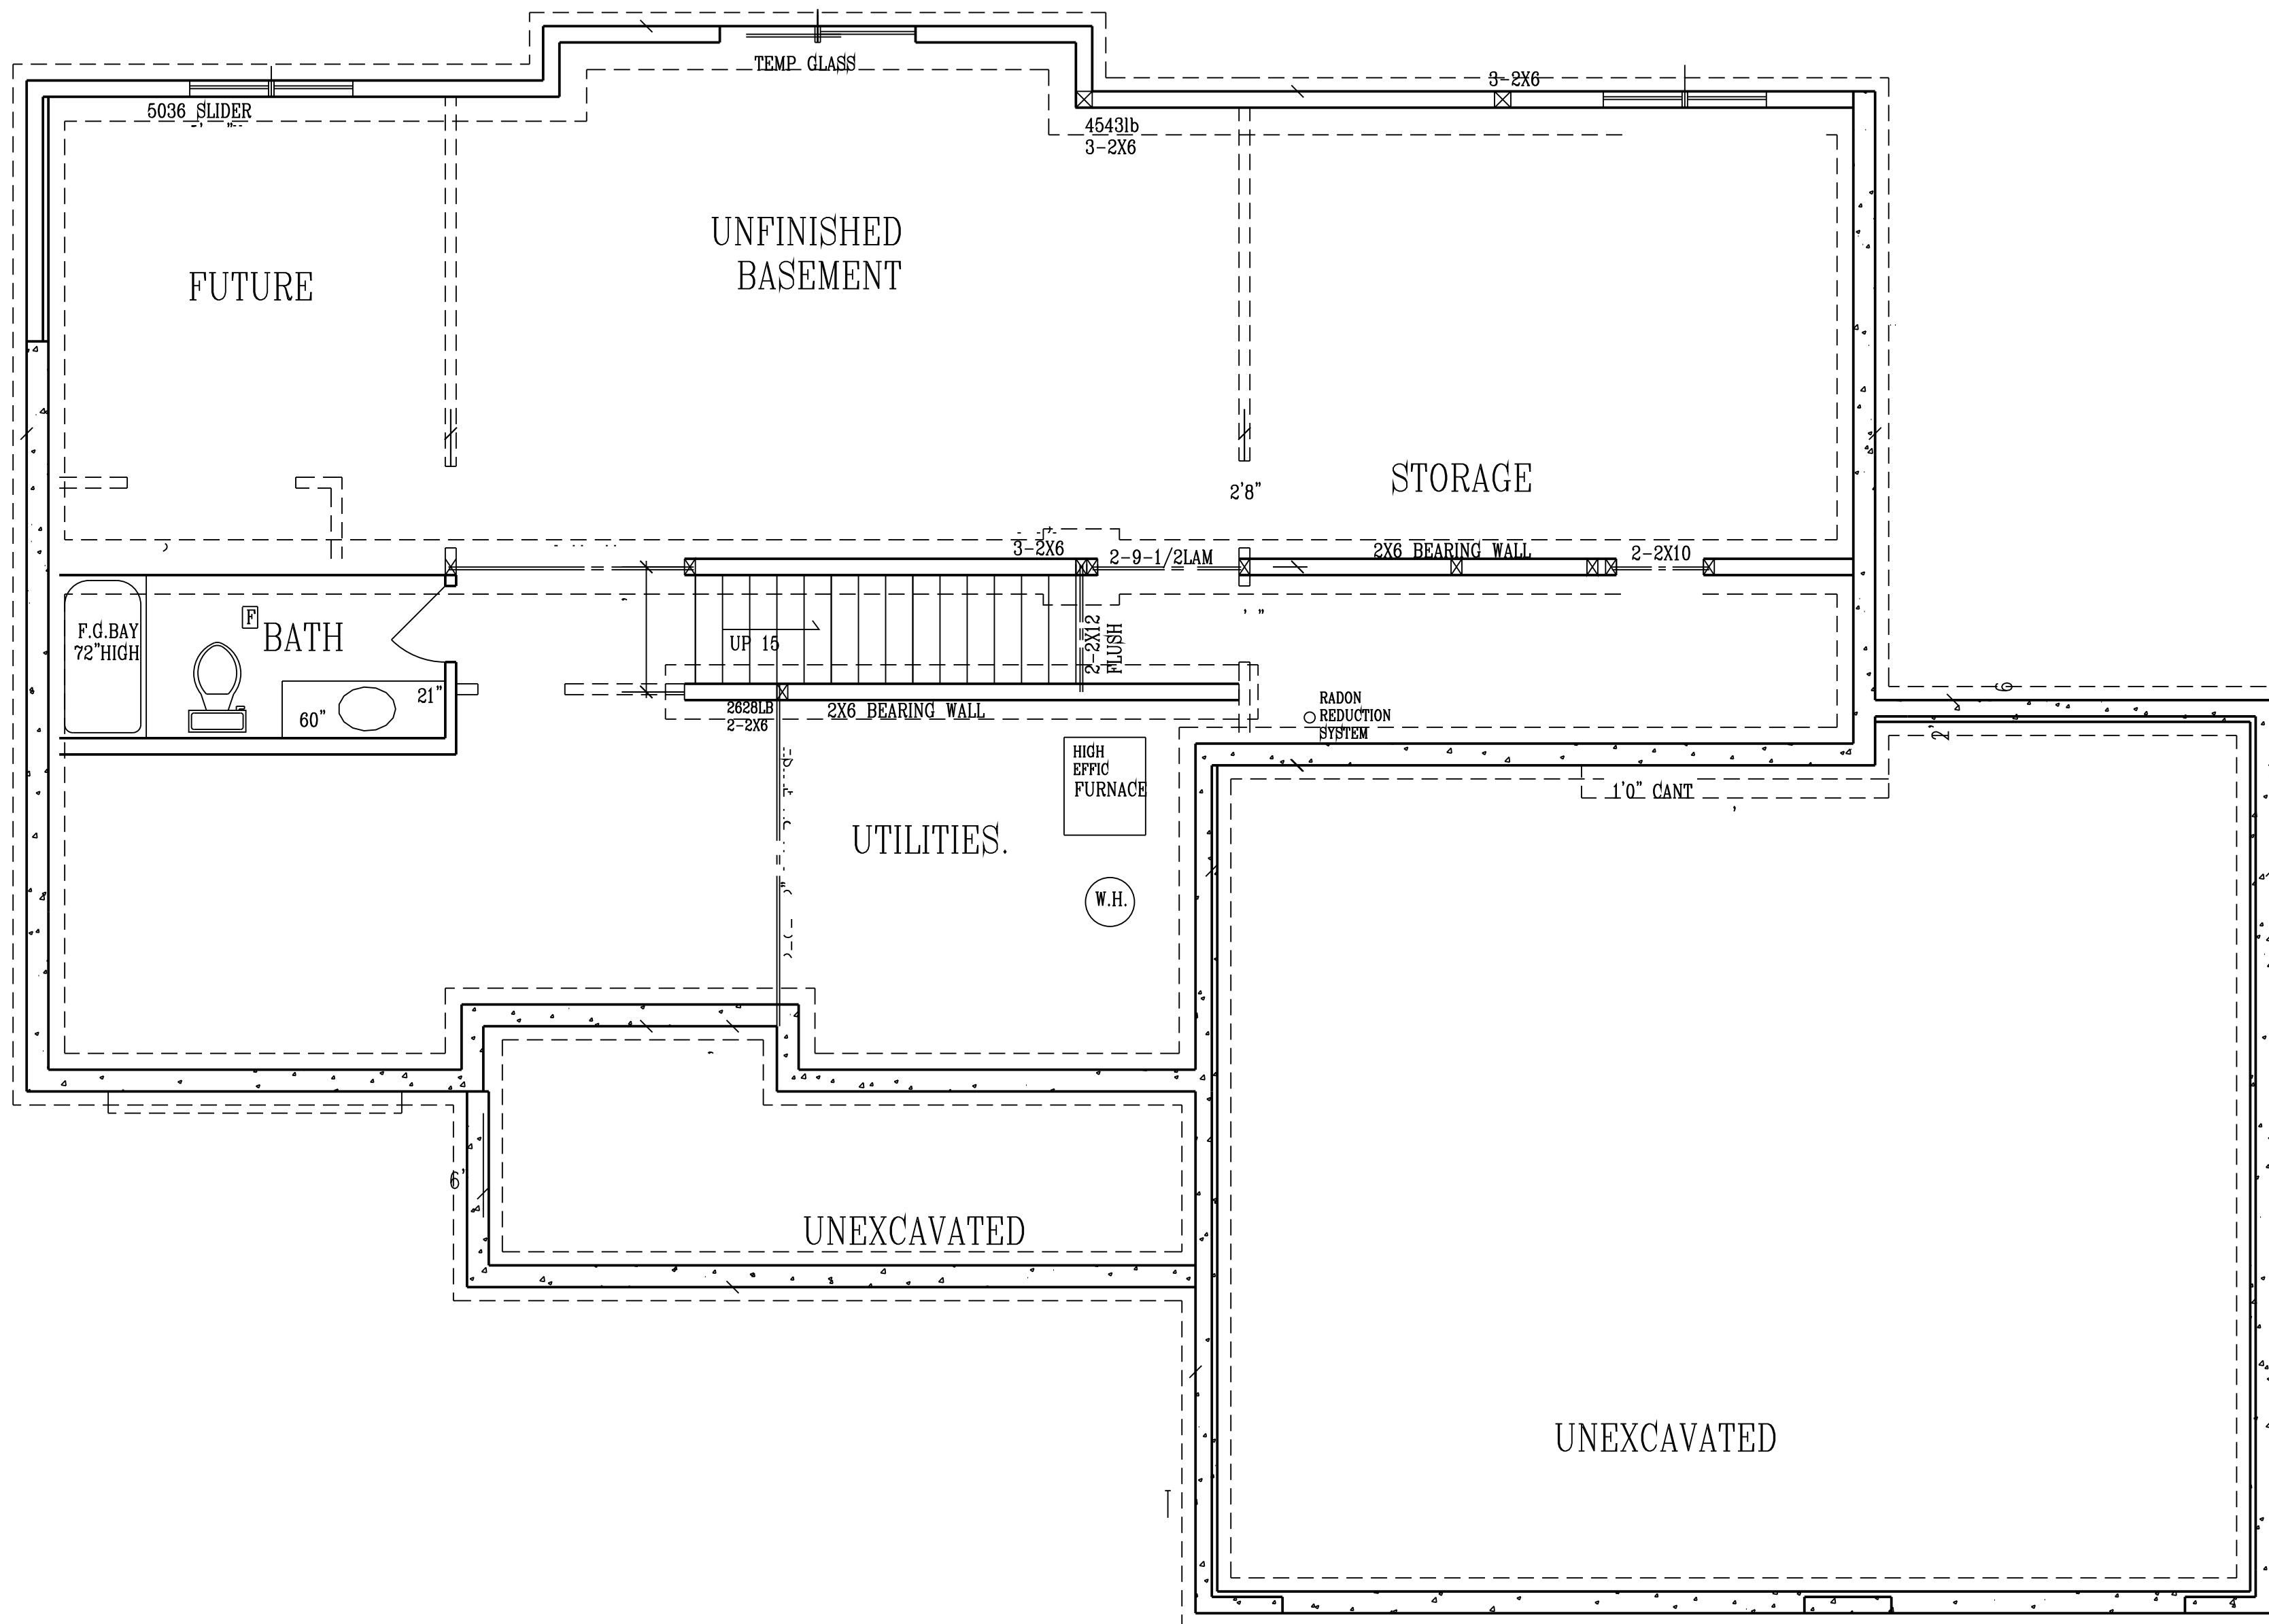 TEMP GLASS
3-2X6
5036 SLIDER
4543lb
3-2X6
UNFINISHED
BASEMENT
FUTURE
STORAGE
2'8"
3-2X6
2-9-1/2LAM
2X6 BEARING WALL
2-2X10
F
BATH
F.G.BAY
72"HIGH
UP 15
2-2X12
FLUSH
21"
60"
2628LB
2-2X6
2X6 BEARING WALL
RADON
REDUCTION
SYSTEM
6
2'
HIGH
EFFIC
FURNACE
1'0" CANT
UTILITIES.
W.H.
6'
UNEXCAVATED
UNEXCAVATED